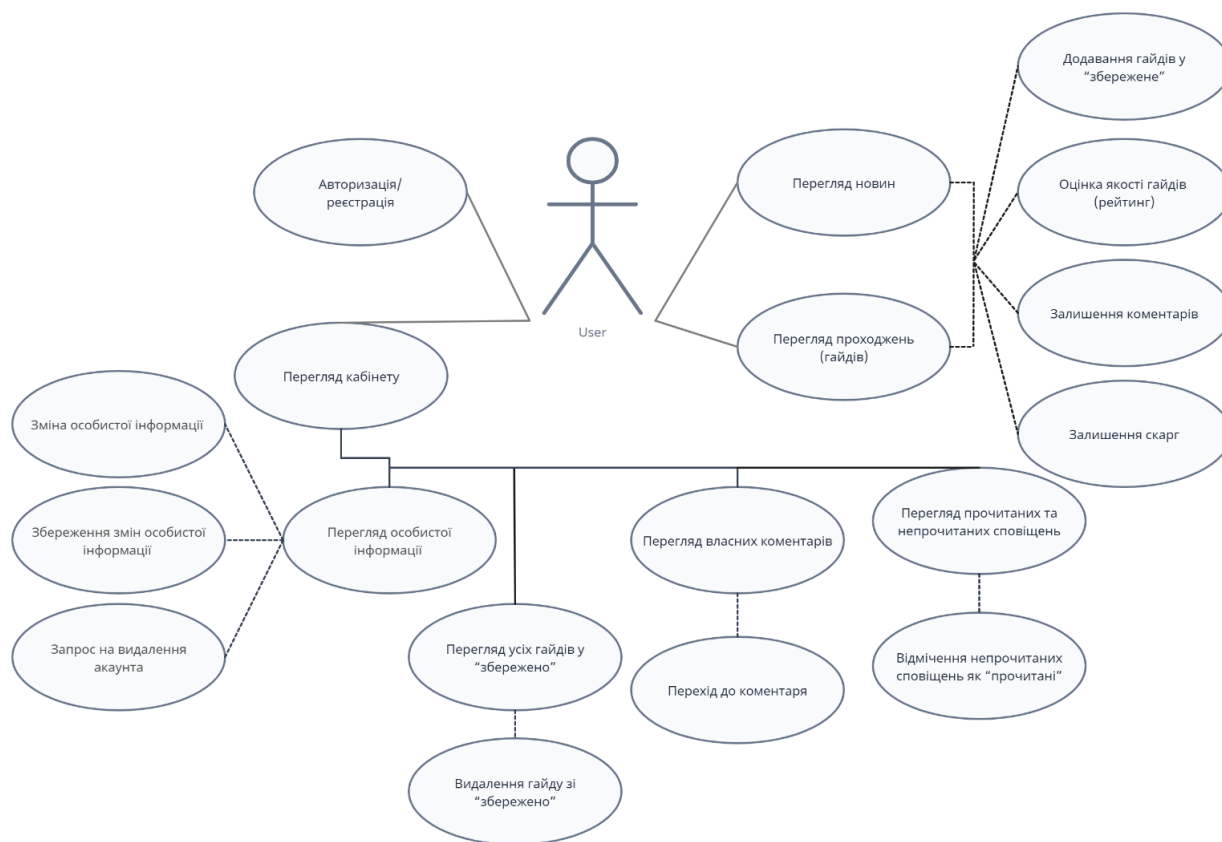 Додавання гайдів у
“збережене”
Авторизація/
реєстрація
Перегляд новин
Оцінка якості гайдів
(рейтинг)
Залишення коментарів
User
Перегляд проходжень
(гайдів)
Перегляд кабінету
Зміна особистої інформації
Залишення скарг
Збереження змін особистої
інформації
Перегляд особистої
інформації
Перегляд власних коментарів
Перегляд прочитаних та
непрочитаних сповіщень
Запрос на видалення
акаунта
Перегляд усіх гайдів у
“збережено”
Перехід до коментаря
Відмічення непрочитаних
сповіщень як “прочитані”
Видалення гайду зі
“збережено”